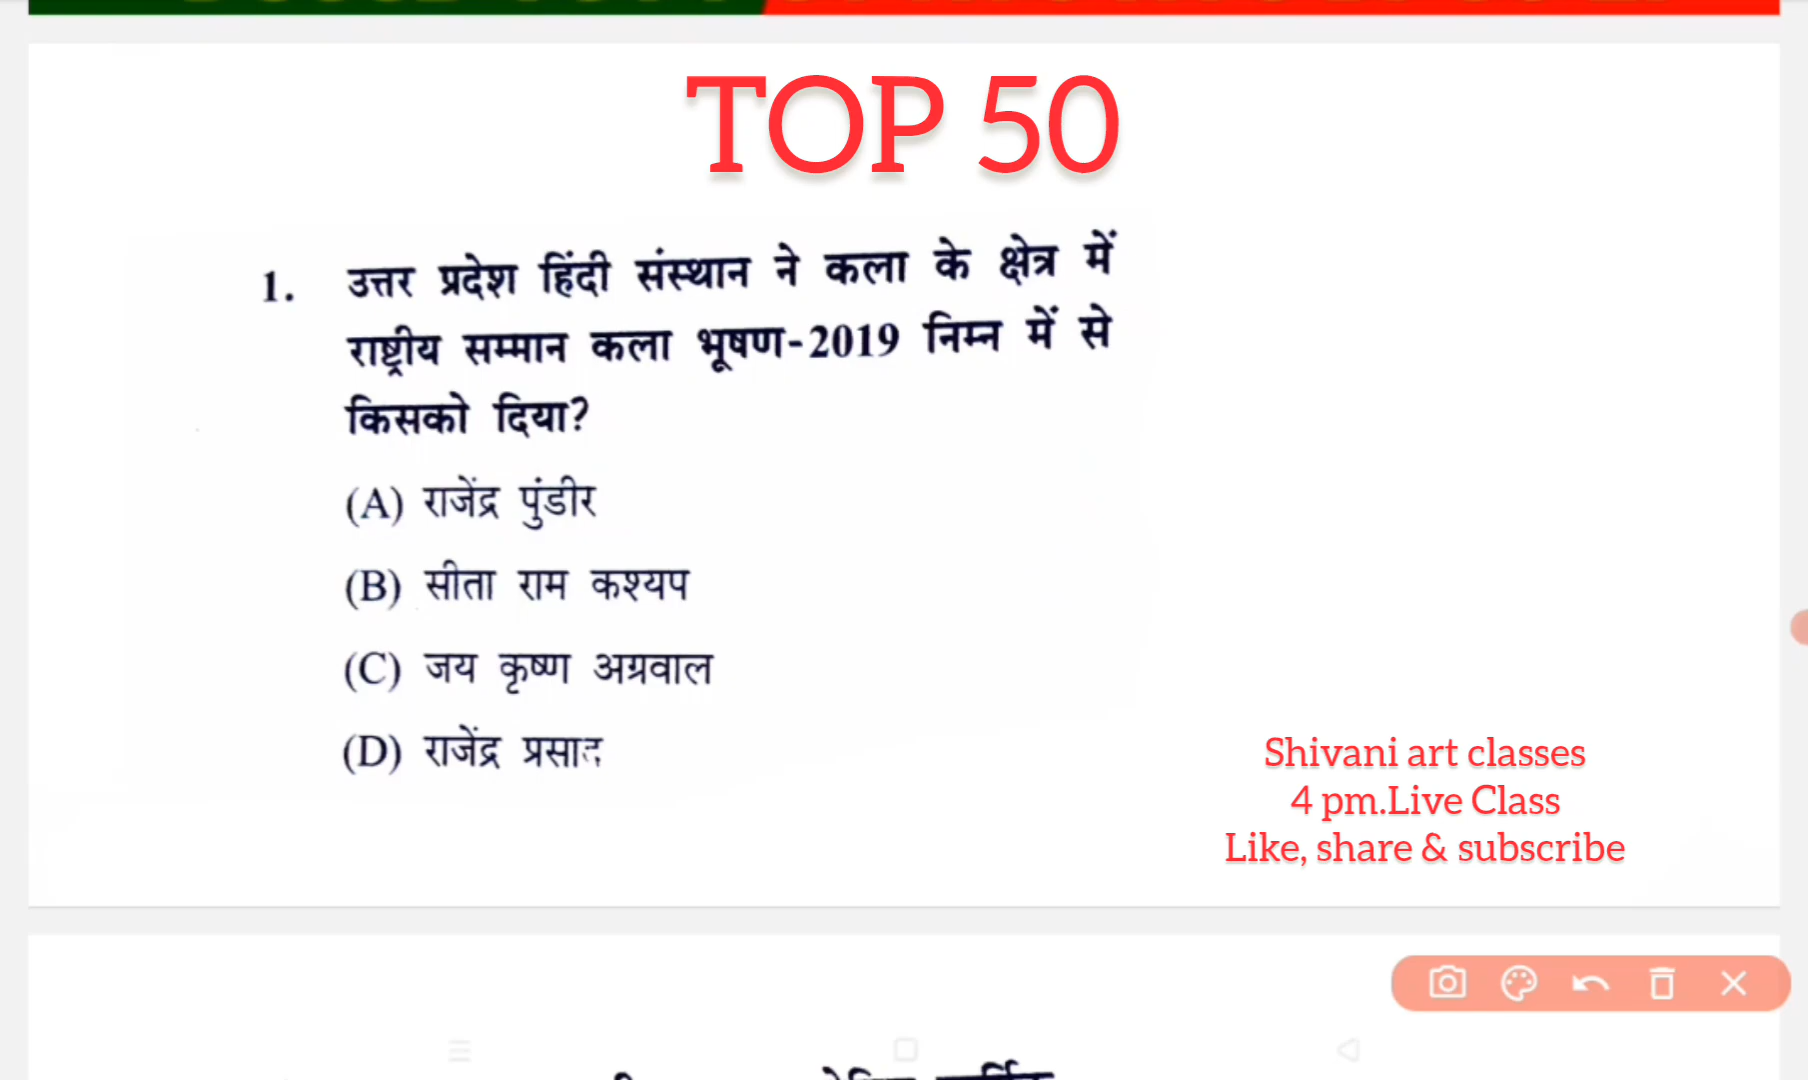 TOP 50
1. उत्तर प्रदेश हिंदी संस्थान ने कला के क्षेत्र में
राष्ट्रीय सम्मान कला भूषण-2019 निम्न में से
किसको दिया?
(A) राजेंद्र पुंडीर
(B) सीता राम कश्यप
(C) जय कृष्ण अग्रवाल
(D) राजेंद्र प्रसाद
Shivani art classes
4 pm.Live Class
Like, share & subscribe